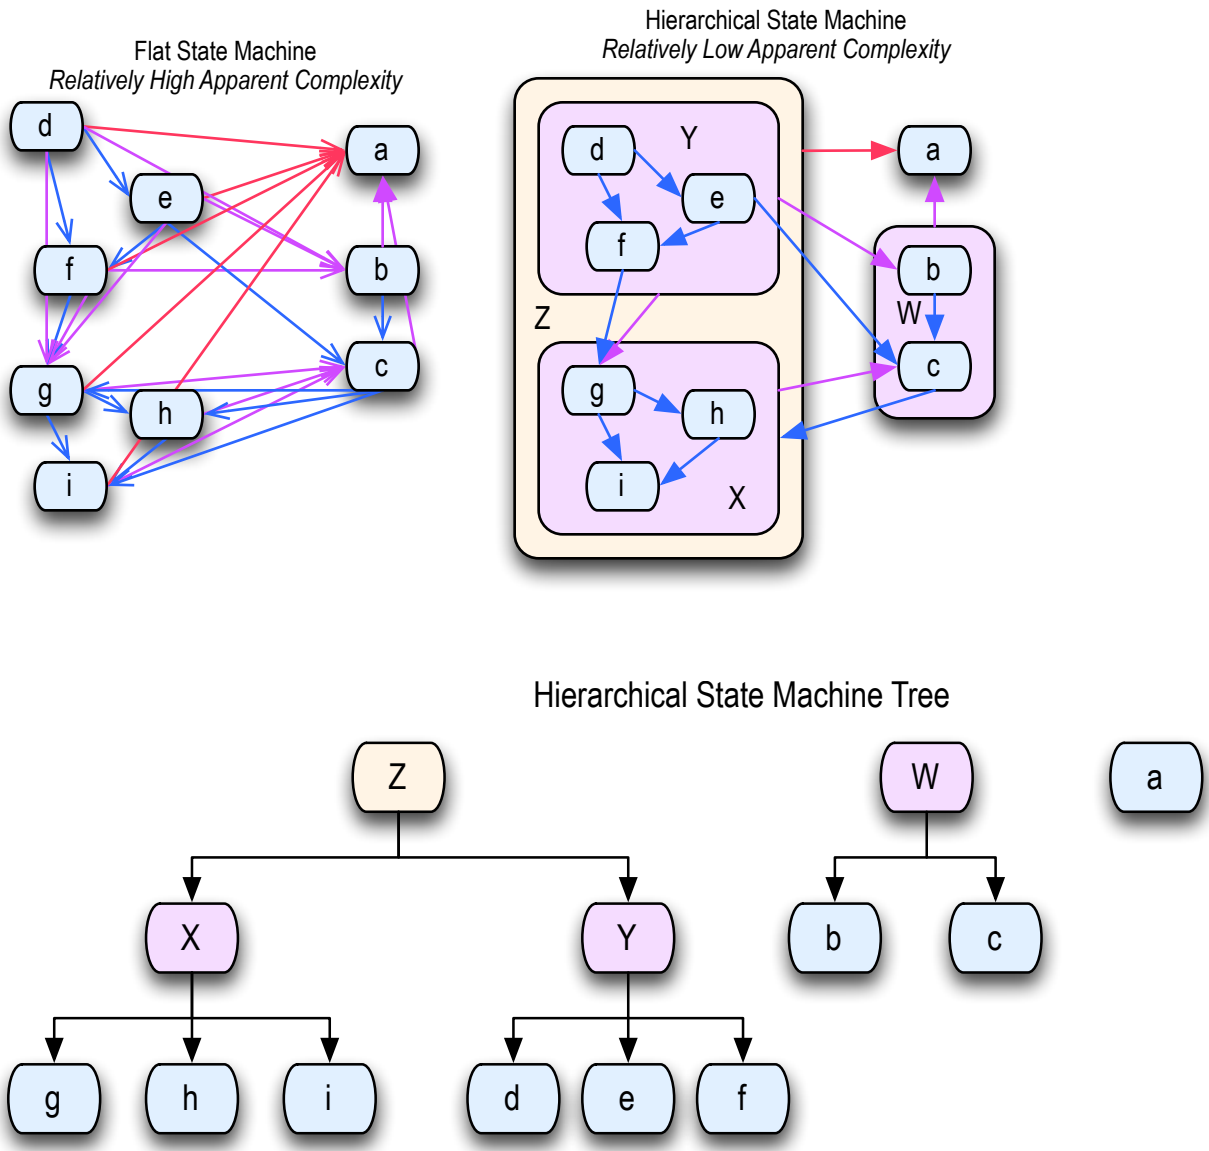 Flat State Machine
Relatively High Apparent Complexity
d
a
e
f
b
g
c
h
i
Hierarchical State Machine
Relatively Low Apparent Complexity
Y
d
a
e
f
b
Z
W
g
c
h
i
X
Hierarchical State Machine Tree
Z
W
a
X
Y
b
c
g
h
i
d
e
f